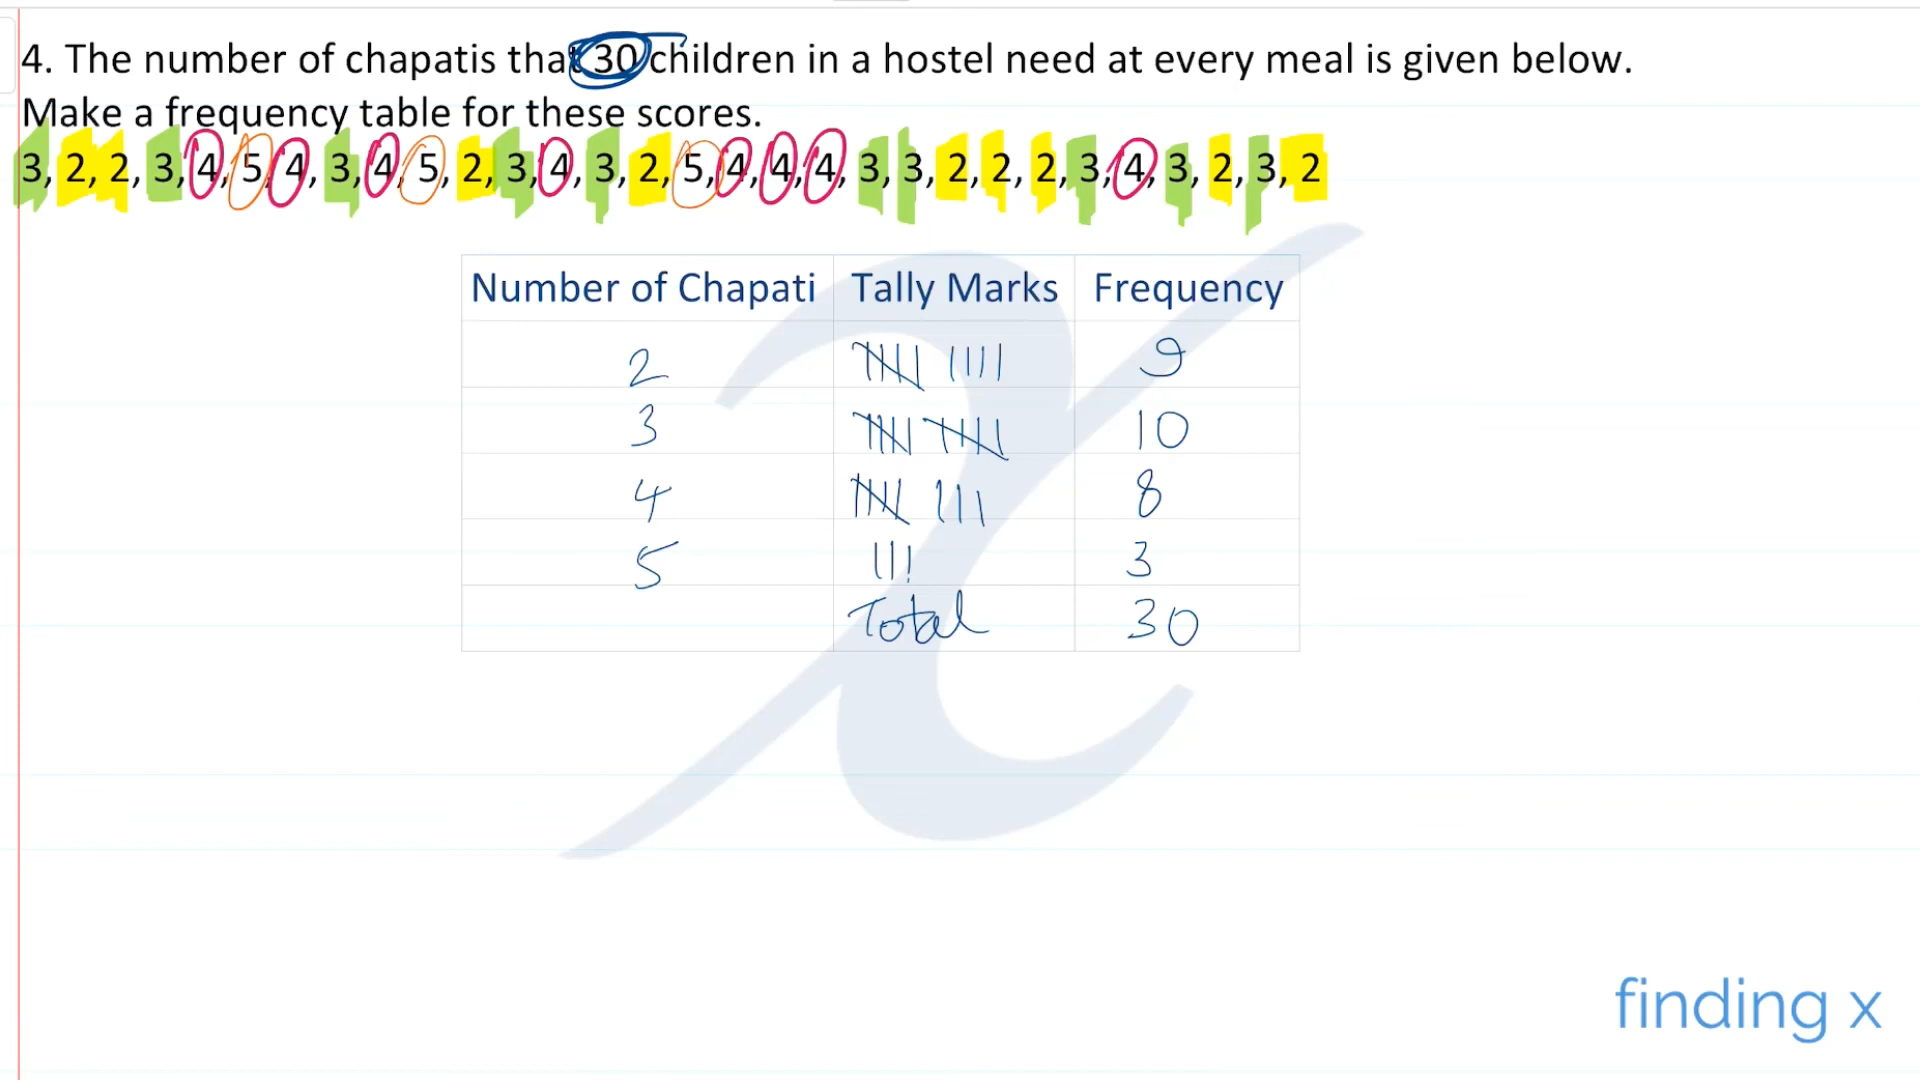 4. The number of chapatis that 30 children in a hostel need at every meal is given below.
Make a frequency table for these scores.
3, 2, 2, 3, 4, 5, 4, 3, 4, 5, 2, 3, 4, 3, 2, 5, 4, 4, 4, 3, 3, 2, 2, 2, 3, 4, 3, 2, 3, 2
Number of Chapati Tally Marks Frequency
2 |||| |||| 9
3 |||| |||| 10
4 |||| ||| 8
5 ||| 3
Total 30
finding x